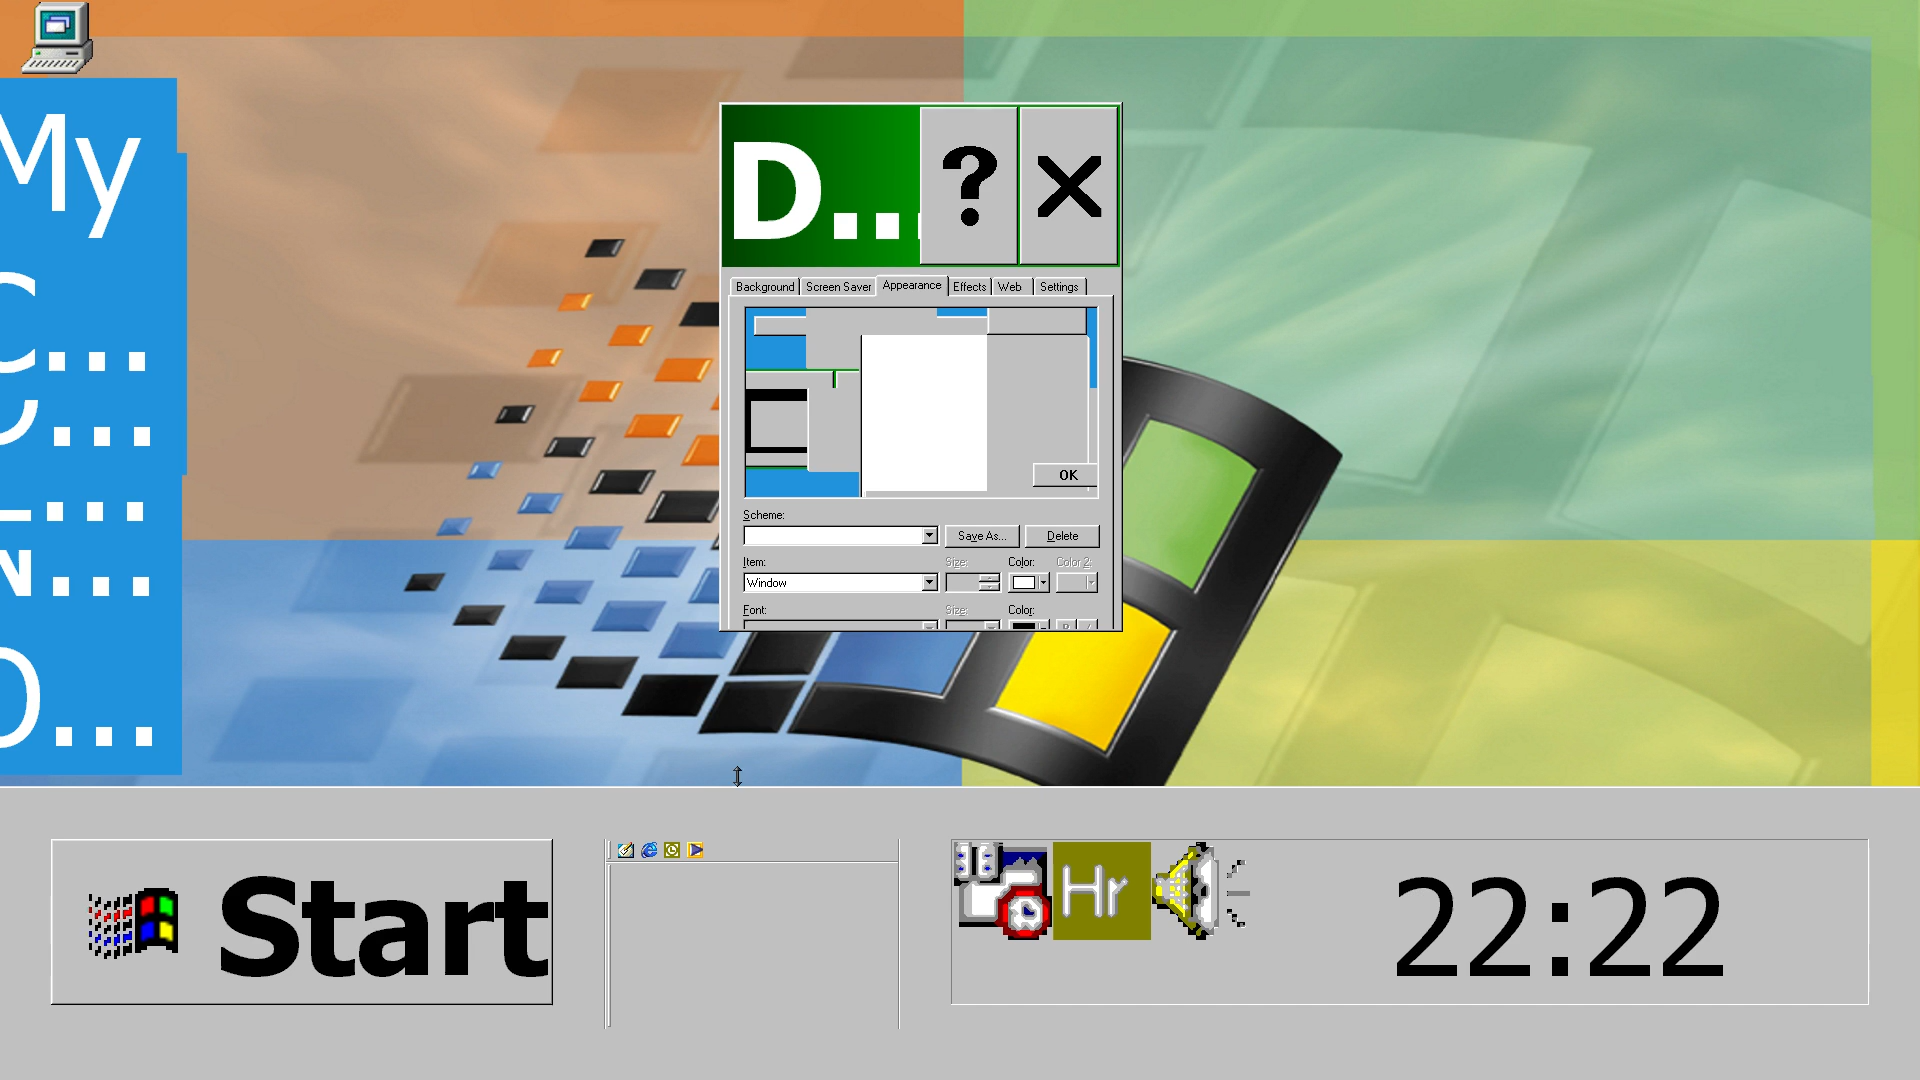 My
C...
D...
N...
D...
?
Background Screen Saver Appearance Effects Web Settings
OK
Scheme:
Save As... Delete
Item: Size: Color: Color 2:
Window
Font: Size: Color:
Start
Hr
22:22